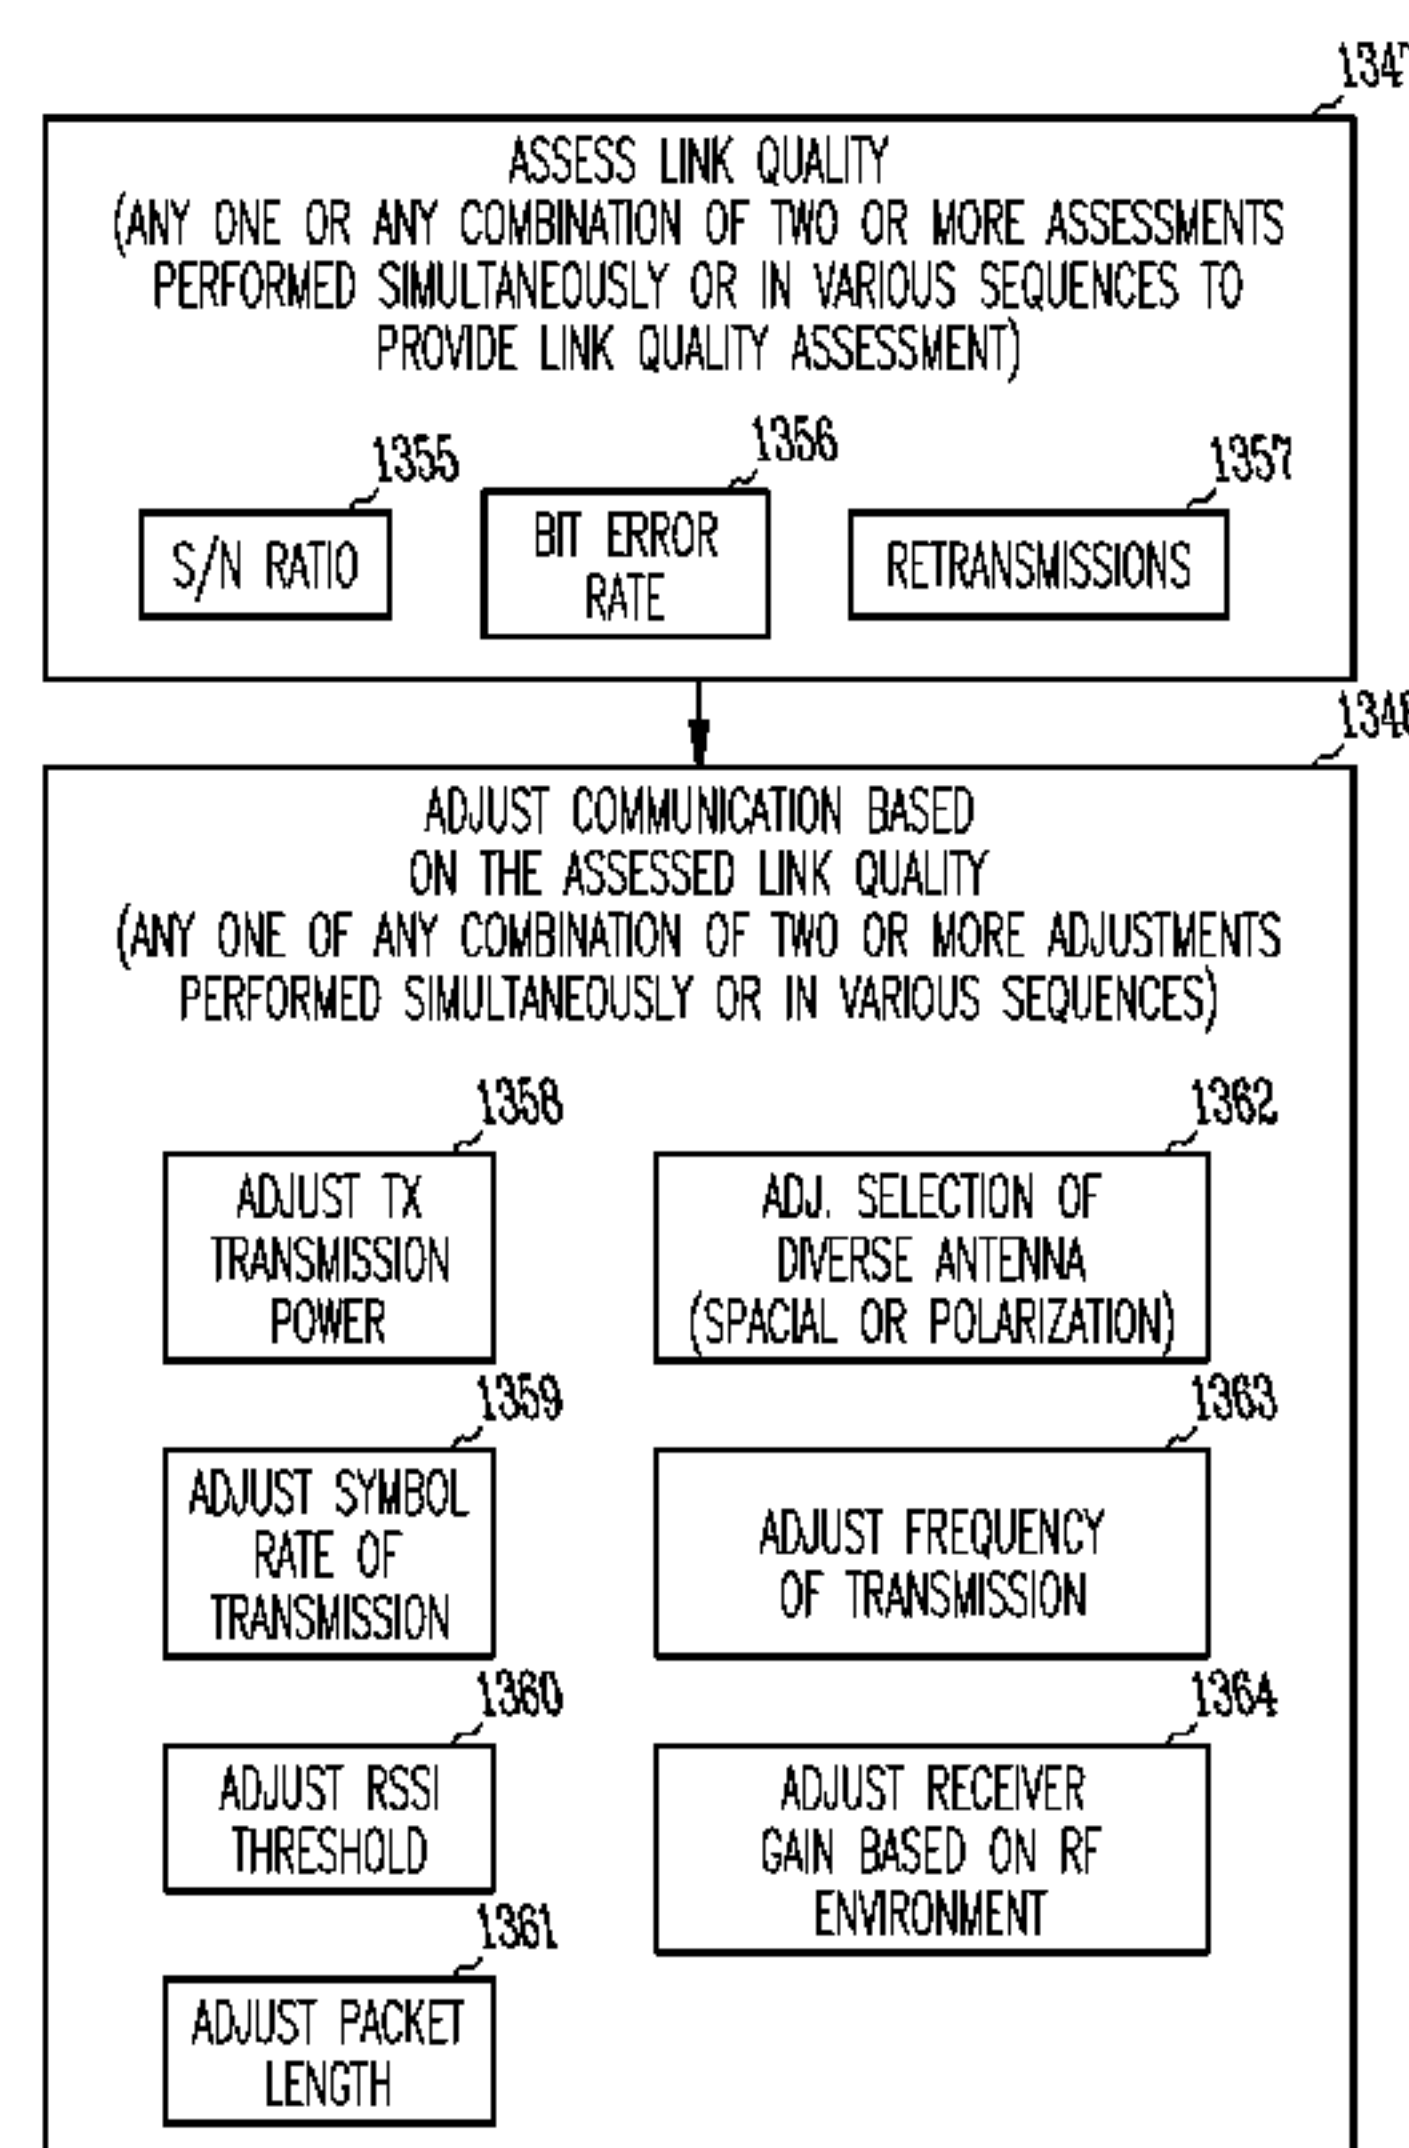 ASSESS LINK QUALITY
(ANY ONE OR ANY COMBINATION OF TWO OR MORE ASSESSMENTS
PERFORMED SIMULTANEOUSLY OR IN VARIOUS SEQUENCES TO
PROVIDE LINK QUALITY ASSESSMENT)
1355
S/N RATIO
1356
BIT ERROR
RATE
1357
RETRANSMISSIONS
ADJUST COMMUNICATION BASED
ON THE ASSESSED LINK QUALITY
(ANY ONE OF ANY COMBINATION OF TWO OR MORE ADJUSTMENTS
PERFORMED SIMULTANEOUSLY OR IN VARIOUS SEQUENCES)
1358
ADJUST TX
TRANSMISSION
POWER
1359
ADJUST SYMBOL
RATE OF
TRANSMISSION
1360
ADJUST RSSI
THRESHOLD
1361
ADJUST PACKET
LENGTH
1362
ADJ. SELECTION OF
DIVERSE ANTENNA
(SPACIAL OR POLARIZATION)
1363
ADJUST FREQUENCY
OF TRANSMISSION
1364
ADJUST RECEIVER
GAIN BASED ON RF
ENVIRONMENT